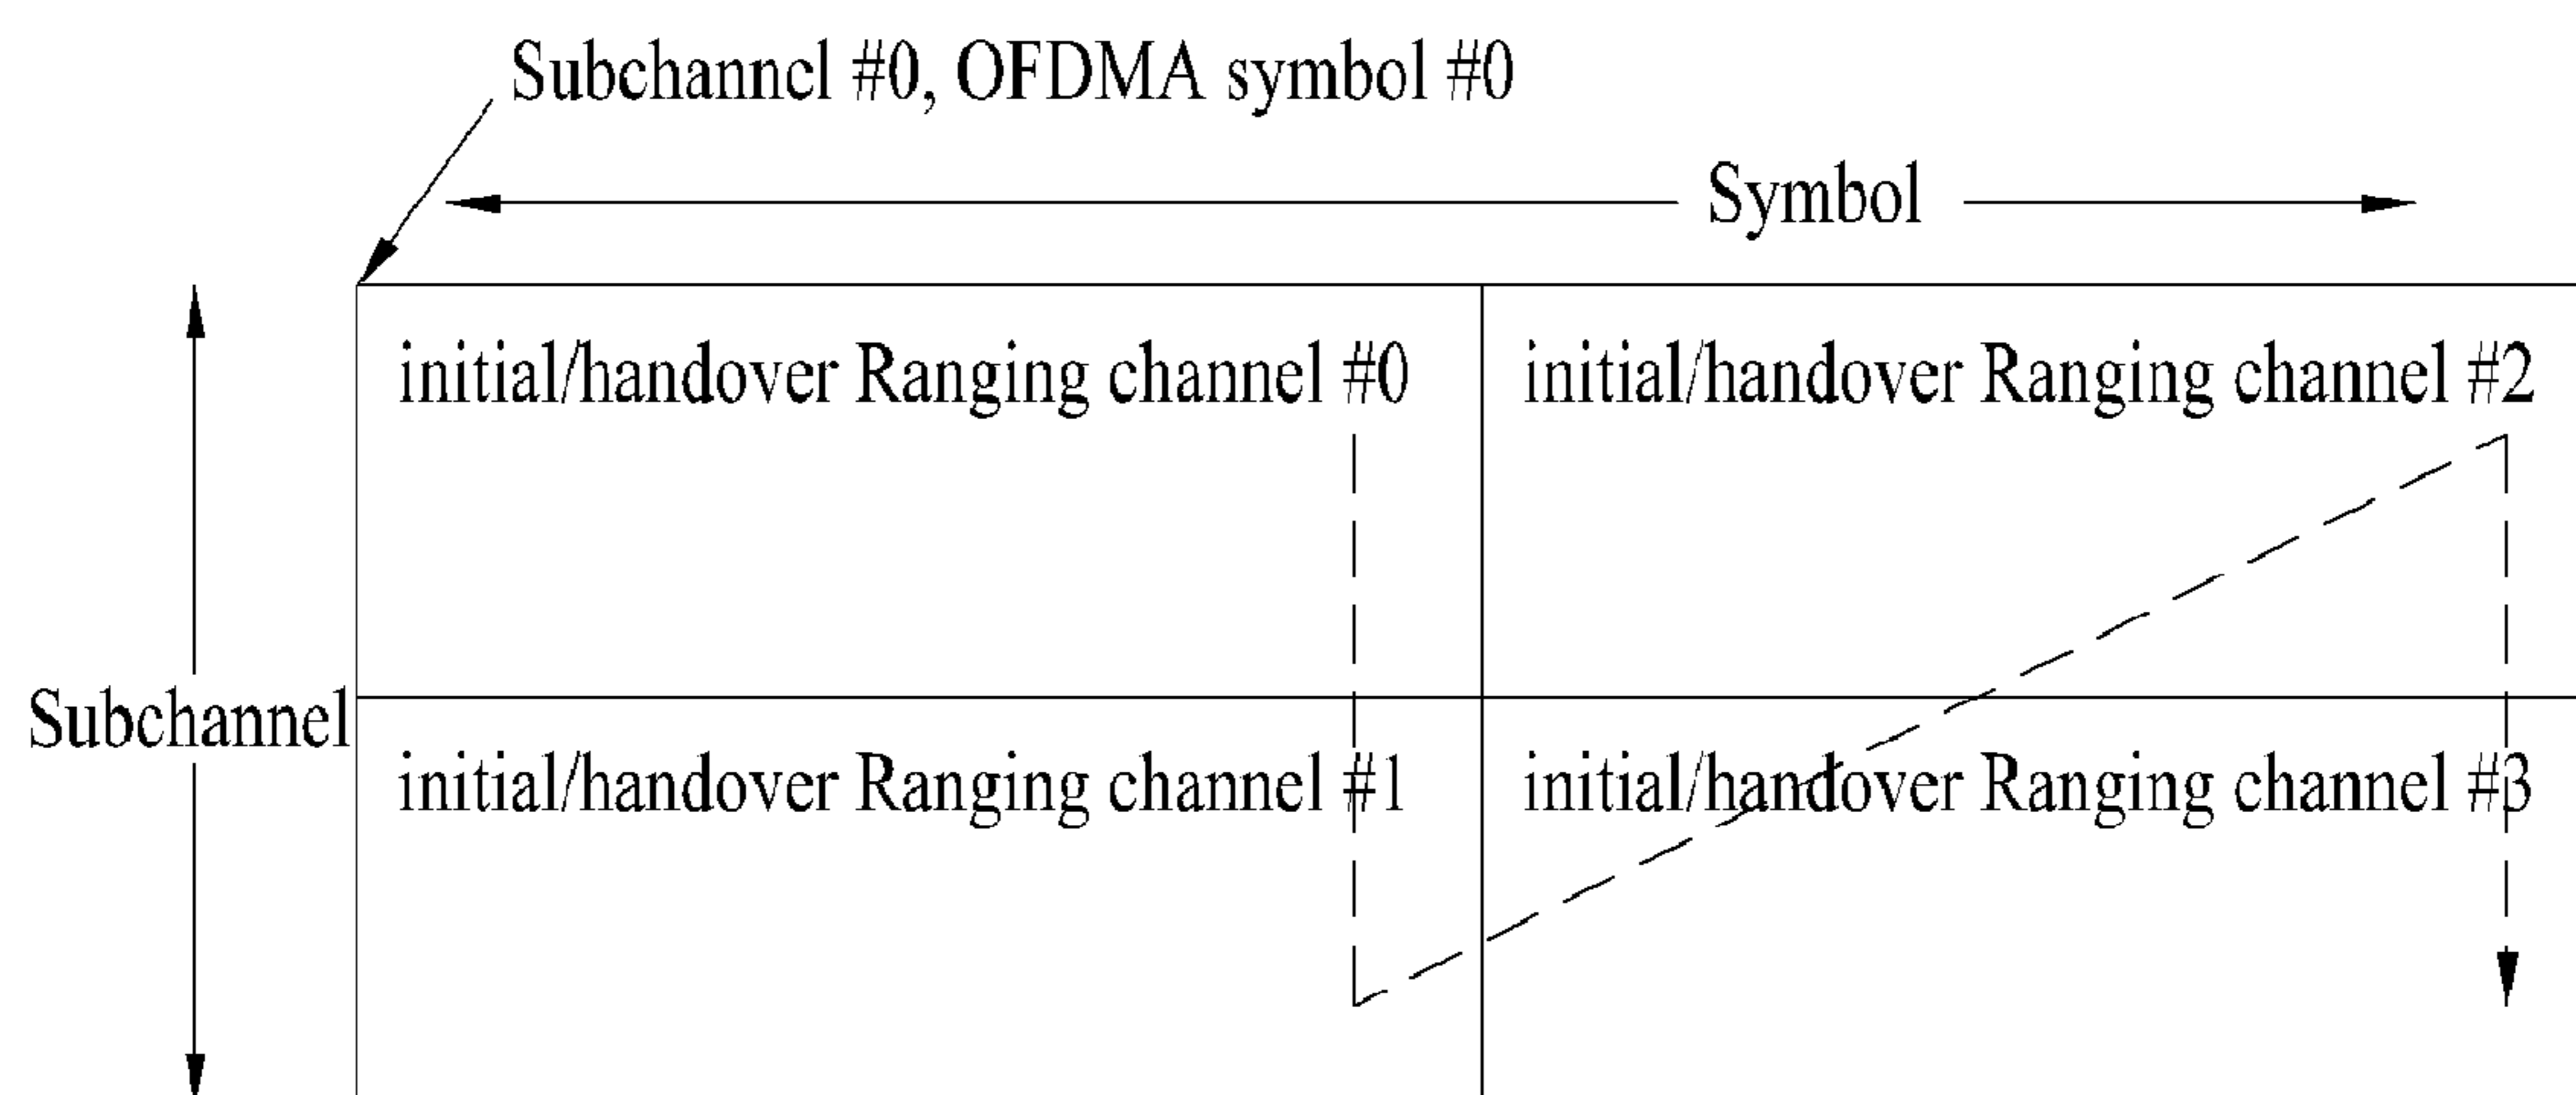 Subchannel #0, OFDMA symbol #0
Symbol
initial/handover Ranging channel #0
initial/handover Ranging channel #2
Subchannel
initial/handover Ranging channel #1
initial/handover Ranging channel #3